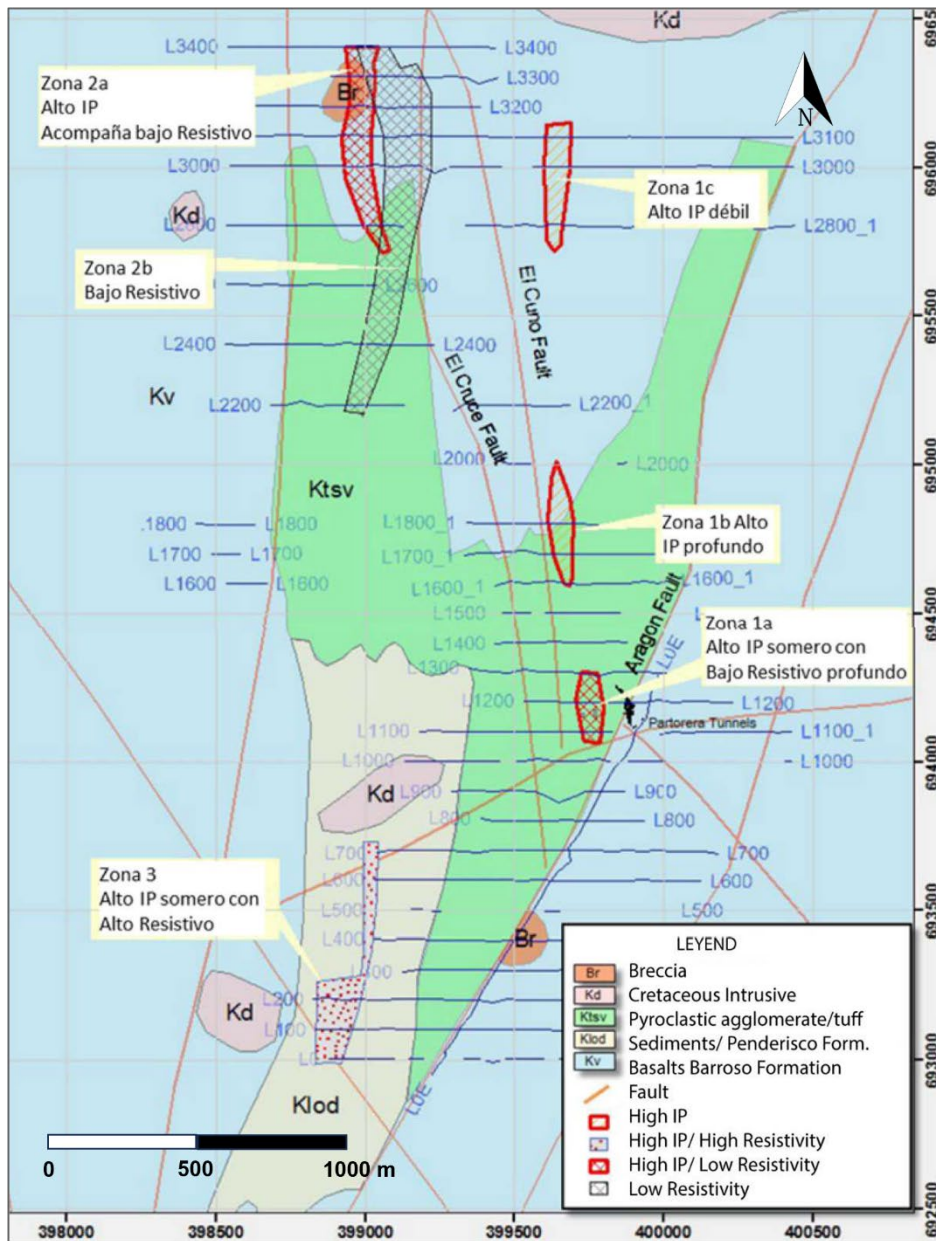 Kd
L3400
L3400
Zona 2a
Alto IP
Acompaña bajo Resistivo
Br
L3300
L3200
N
L3100
L3000
L3000
Zona 1c
Alto IP débil
Kd
L2800_1
Zona 2b
Bajo Resistivo
El Cuno Fault
El Cruce Fault
L2400
L2400
Kv
L2200
L2200_1
L2000
L2000
Ktsv
L1800
L1800_1
Zona 1b Alto
IP profundo
L1700
L1700
L1700_1
L1600
L1600
L1600_1
L1600_1
L1500
Aragon Fault
Zona 1a
Alto IP somero con
Bajo Resistivo profundo
L1400
L1300
L0E
L1200
L1200
Partorera Tunnels
L1100
L1100_1
L1000
L1000
Kd
L900
L900
L800
L800
L700
L700
L600
L600
Zona 3
Alto IP somero con
Alto Resistivo
L500
L500
L400
Br
Kd
L200
L100
Klod
L0E
LEYEND
Br Breccia
Kd Cretaceous Intrusive
Ktsv Pyroclastic agglomerate/tuff
Klod Sediments/ Penderisco Form.
Kv Basalts Barroso Formation
Fault
High IP
High IP/ High Resistivity
High IP/ Low Resistivity
Low Resistivity
0 500 1000 m
398000 398500 399000 399500 400000 400500
696000
695500
695000
694500
694000
693500
693000
692500